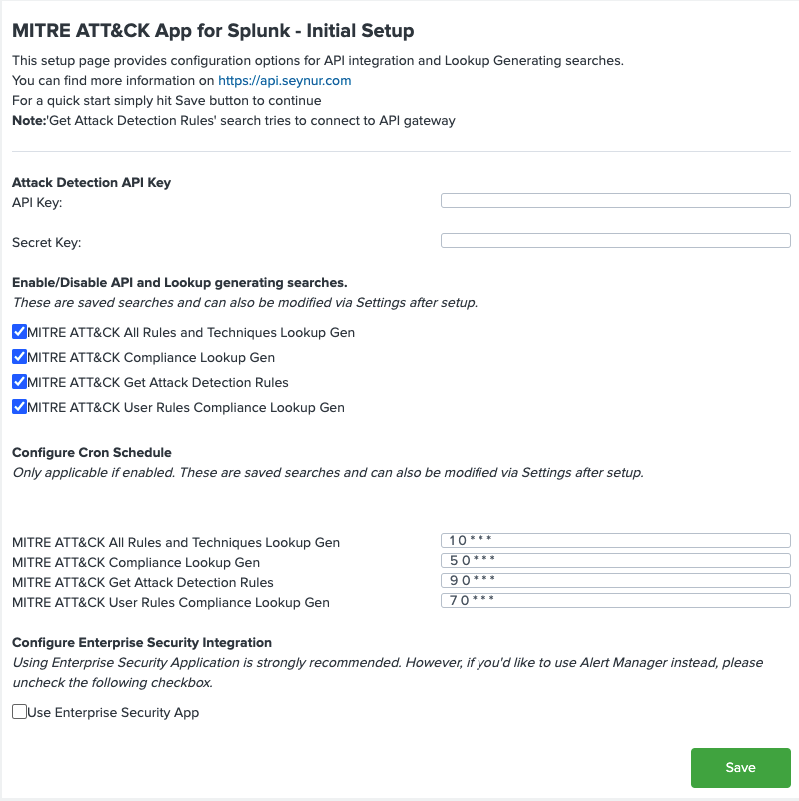 MITRE ATT&CK App for Splunk - Initial Setup
This setup page provides configuration options for API integration and Lookup Generating searches.
You can find more information on https://api.seynur.com
For a quick start simply hit Save button to continue
Note:'Get Attack Detection Rules' search tries to connect to API gateway
Attack Detection API Key
API Key:
Secret Key:
Enable/Disable API and Lookup generating searches.
These are saved searches and can also be modified via Settings after setup.
MITRE ATT&CK All Rules and Techniques Lookup Gen
MITRE ATT&CK Compliance Lookup Gen
MITRE ATT&CK Get Attack Detection Rules
MITRE ATT&CK User Rules Compliance Lookup Gen
Configure Cron Schedule
Only applicable if enabled. These are saved searches and can also be modified via Settings after setup.
MITRE ATT&CK All Rules and Techniques Lookup Gen 1 0 * * *
MITRE ATT&CK Compliance Lookup Gen 5 0 * * *
MITRE ATT&CK Get Attack Detection Rules 9 0 * * *
MITRE ATT&CK User Rules Compliance Lookup Gen 7 0 * * *
Configure Enterprise Security Integration
Using Enterprise Security Application is strongly recommended. However, if you'd like to use Alert Manager instead, please
uncheck the following checkbox.
Use Enterprise Security App
Save